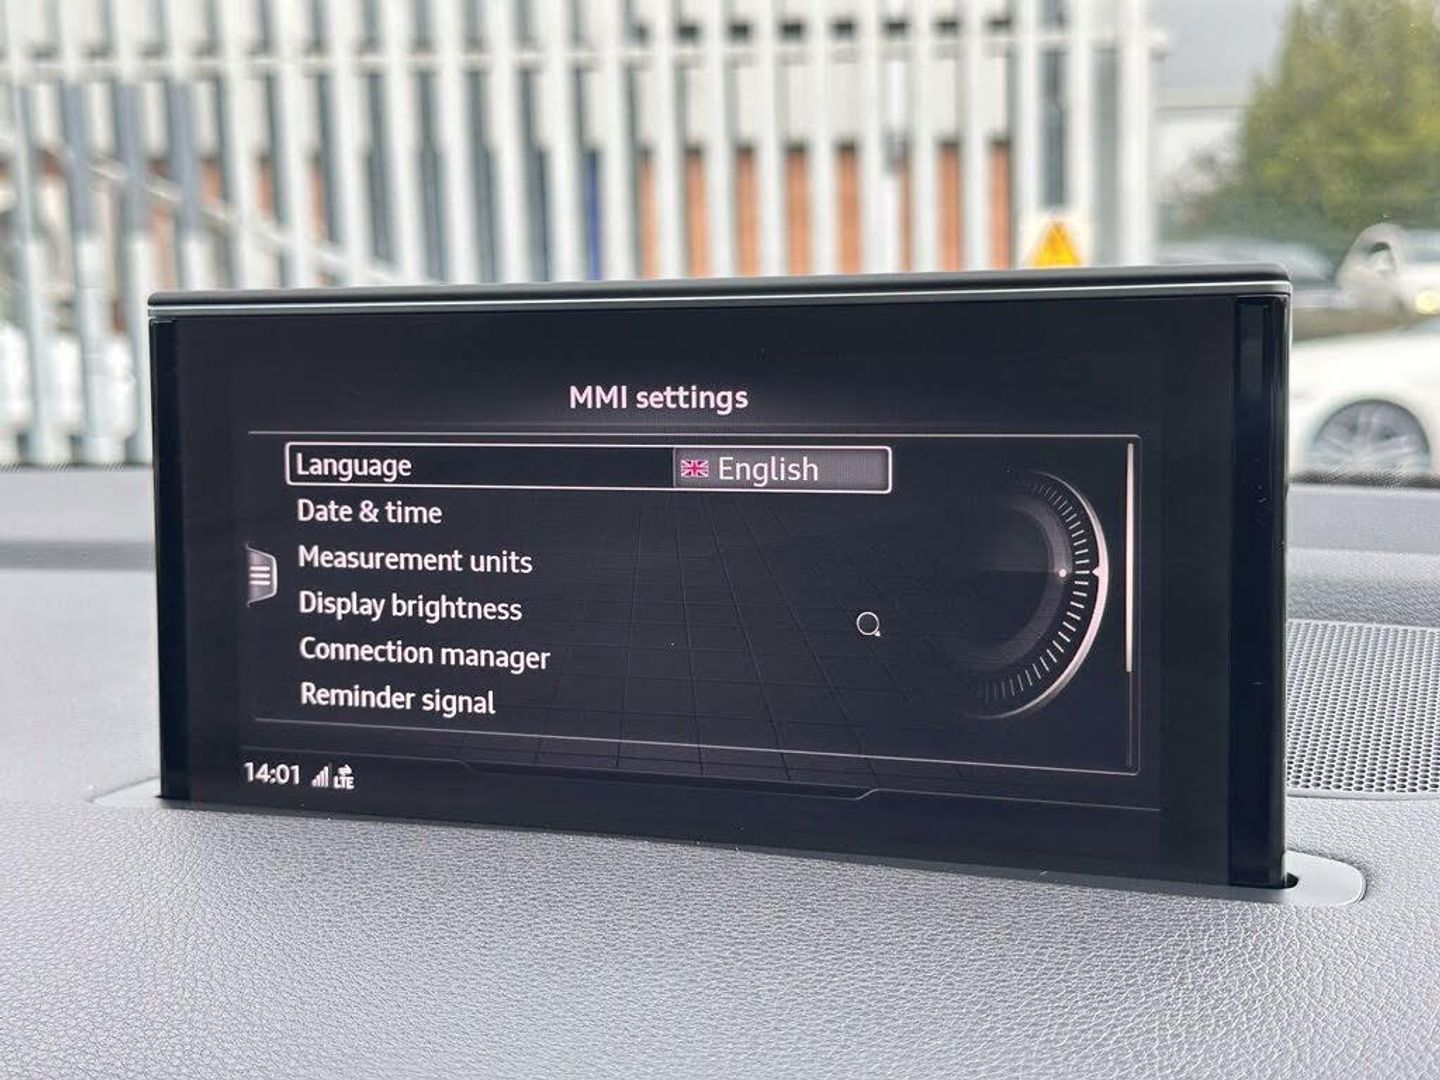 MMI settings
Language English
Date & time
Measurement units
Display brightness
Connection manager
Reminder signal
14:01 LTE